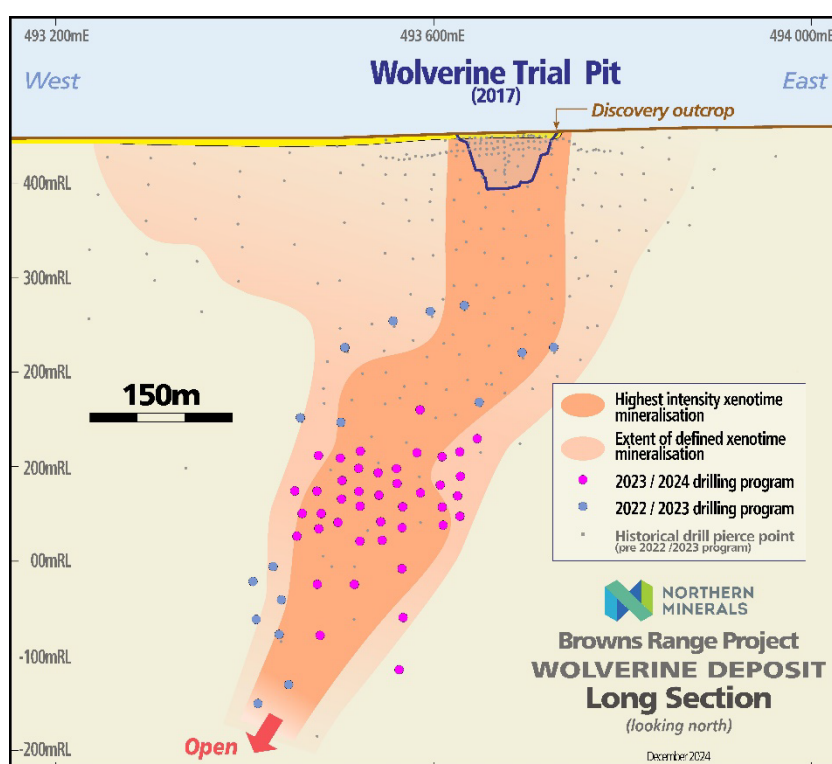 493 200mE
493 600mE
494 000mE
West
Wolverine Trial Pit
(2017)
East
Discovery outcrop
400mRL
300mRL
200mRL
150m
200mRL
00mRL
-100mRL
-200mRL
Highest intensity xenotime
mineralisation
Extent of defined xenotime
mineralisation
2023 / 2024 drilling program
2022 / 2023 drilling program
Historical drill pierce point
(pre 2022 /2023 program)
NORTHERN
MINERALS
Browns Range Project
WOLVERINE DEPOSIT
Long Section
(looking north)
December 2024
Open